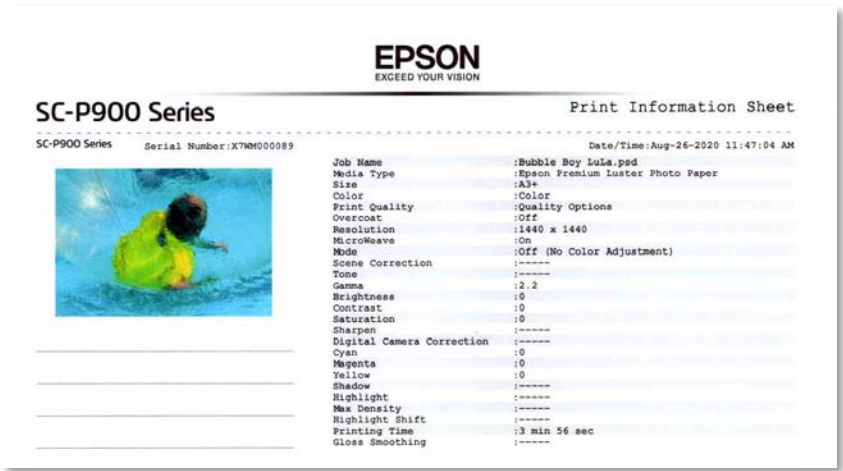 EPSON
EXCEED YOUR VISION
SC-P900 Series
Print Information Sheet
SC-P900 Series Serial Number:X7WM000089 Date/Time:Aug-26-2020 11:47:04 AM
Job Name :Bubble Boy LuLa.psd
Media Type :Epson Premium Luster Photo Paper
Size :A3+
Color :Color
Print Quality :Quality Options
Overcoat :Off
Resolution :1440 x 1440
MicroWeave :On
Mode :Off (No Color Adjustment)
Scene Correction :-----
Tone :-----
Gamma :2.2
Brightness :0
Contrast :0
Saturation :0
Sharpen :-----
Digital Camera Correction :-----
Cyan :0
Magenta :0
Yellow :0
Shadow :-----
Highlight :-----
Max Density :-----
Highlight Shift :-----
Printing Time :3 min 56 sec
Gloss Smoothing :-----